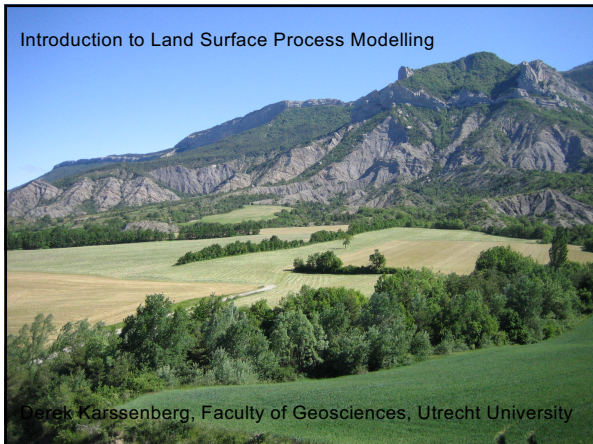 Introduction to Land Surface Process Modelling
Derek Karssenberg, Faculty of Geosciences, Utrecht University